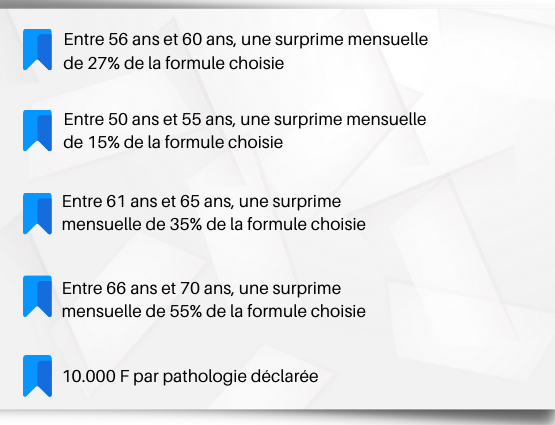 Entre 56 ans et 60 ans, une surprime mensuelle
de 27% de la formule choisie
Entre 50 ans et 55 ans, une surprime mensuelle
de 15% de la formule choisie
Entre 61 ans et 65 ans, une surprime
mensuelle de 35% de la formule choisie
Entre 66 ans et 70 ans, une surprime
mensuelle de 55% de la formule choisie
10.000 F par pathologie déclarée